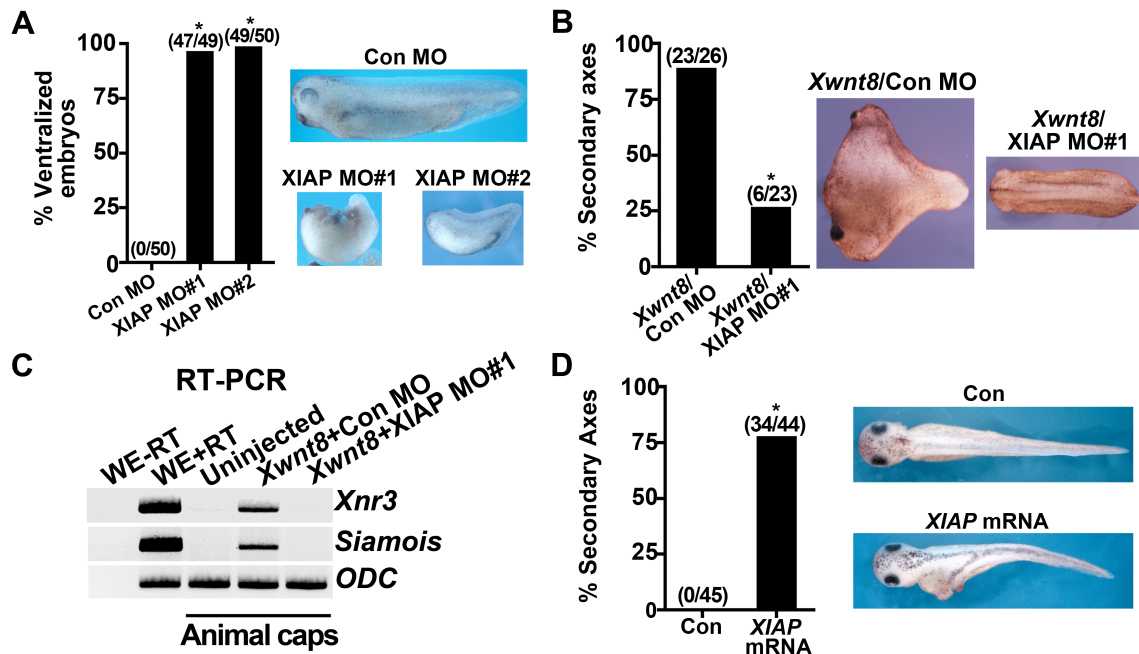 A
% Ventralized
embryos
100
75
50
25
0
(0/50)
*
(47/49)
*
(49/50)
Con MO
XIAP MO#1
XIAP MO#2
Con MO
XIAP MO#1
XIAP MO#2
B
% Secondary axes
100
75
50
25
0
(23/26)
*
(6/23)
Xwnt8/
Con MO
Xwnt8/
XIAP MO#1
Xwnt8/Con MO
Xwnt8/
XIAP MO#1
C
RT-PCR
WE-RT
WE+RT
Uninjected
Xwnt8+Con MO
Xwnt8+XIAP MO#1
Xnr3
Siamois
ODC
Animal caps
D
% Secondary Axes
100
75
50
25
0
(0/45)
*
(34/44)
Con
XIAP
mRNA
Con
XIAP mRNA